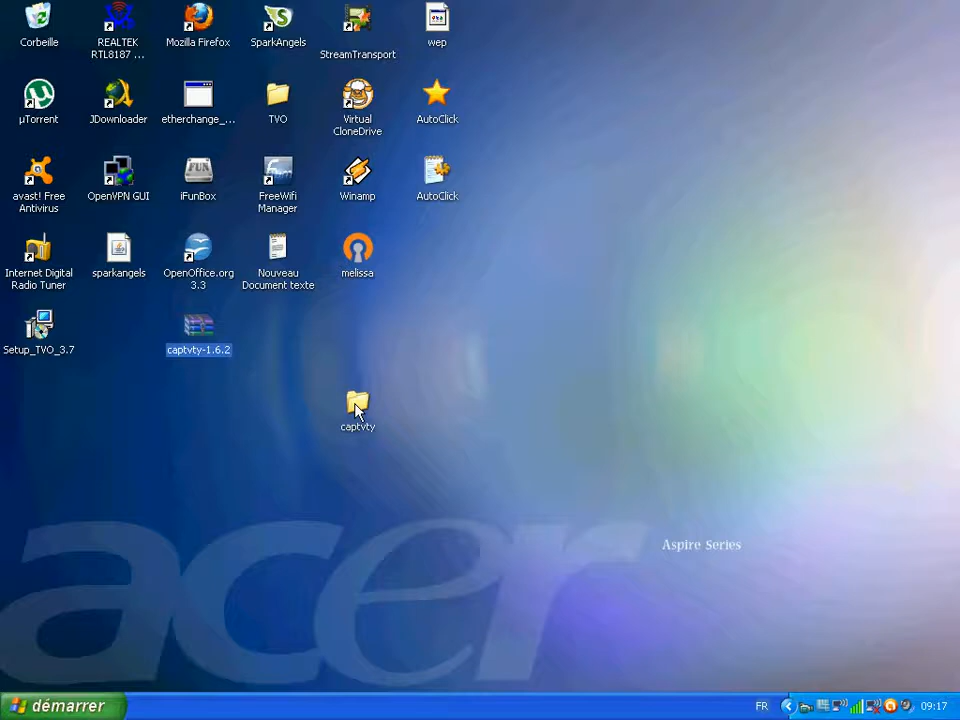 Corbeille
REALTEK
RTL8187 ...
Mozilla Firefox
SparkAngels
StreamTransport
wep
µTorrent
JDownloader
etherchange_...
TVO
Virtual
CloneDrive
AutoClick
avast! Free
Antivirus
OpenVPN GUI
iFunBox
FreeWifi
Manager
Winamp
AutoClick
Internet Digital
Radio Tuner
sparkangels
OpenOffice.org
3.3
Nouveau
Document texte
melissa
Setup_TVO_3.7
captvty-1.6.2
captvty
Aspire Series
acer
démarrer
FR
09:17